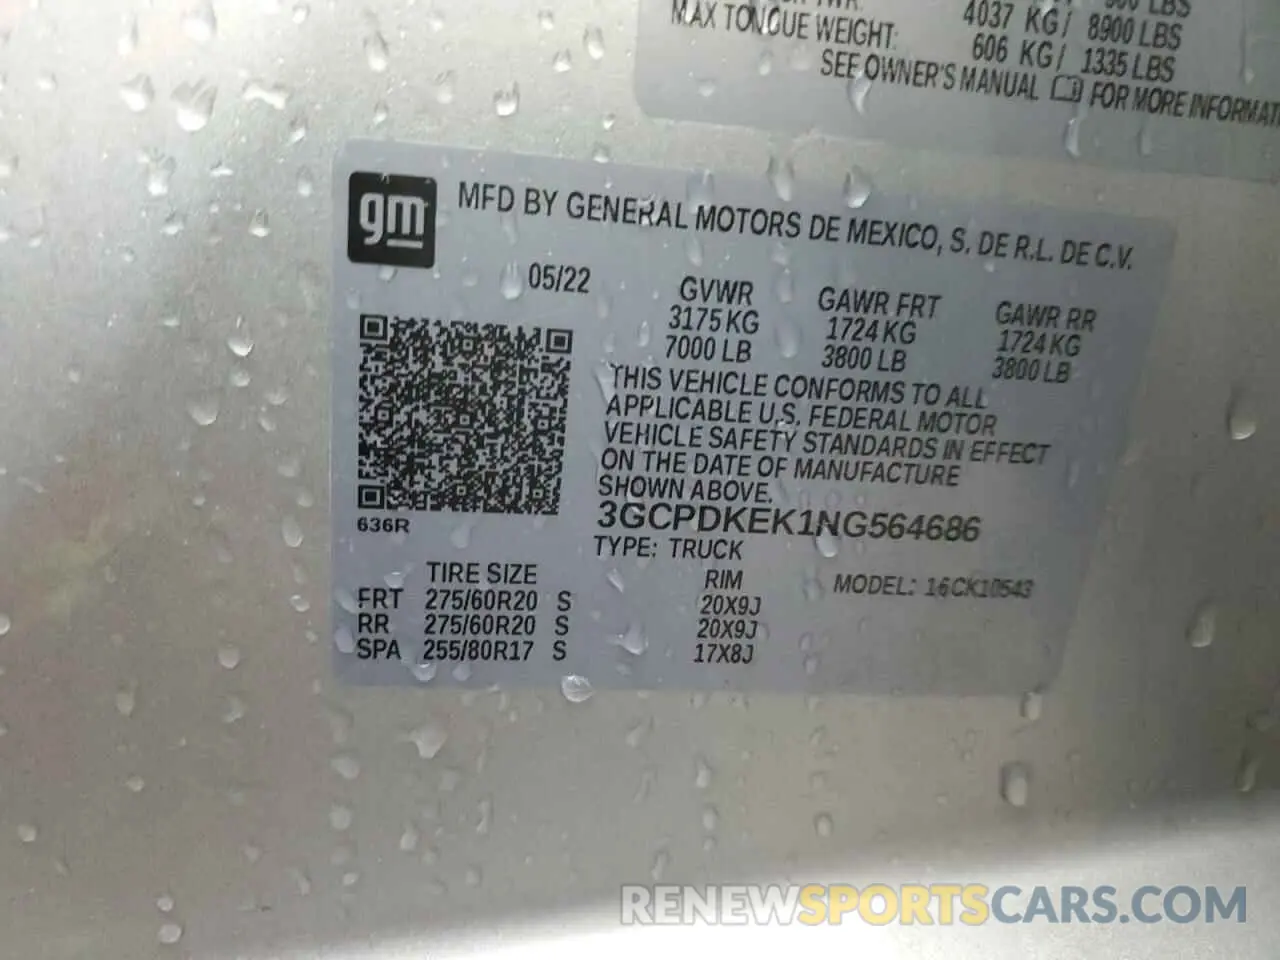 4037 KG/ 8900 LBS
MAX TONGUE WEIGHT: 606 KG/ 1335 LBS
SEE OWNER'S MANUAL FOR MORE INFORMATI
gm
MFD BY GENERAL MOTORS DE MEXICO, S. DE R.L. DE C.V.
05/22
GVWR GAWR FRT GAWR RR
3175 KG 1724 KG 1724 KG
7000 LB 3800 LB 3800 LB
THIS VEHICLE CONFORMS TO ALL
APPLICABLE U.S. FEDERAL MOTOR
VEHICLE SAFETY STANDARDS IN EFFECT
ON THE DATE OF MANUFACTURE
SHOWN ABOVE.
636R
3GCPDKEK1NG564686
TYPE: TRUCK
MODEL: 16CK10543
TIRE SIZE RIM
FRT 275/60R20 S 20X9J
RR 275/60R20 S 20X9J
SPA 255/80R17 S 17X8J
RENEWSPORTSCARS.COM